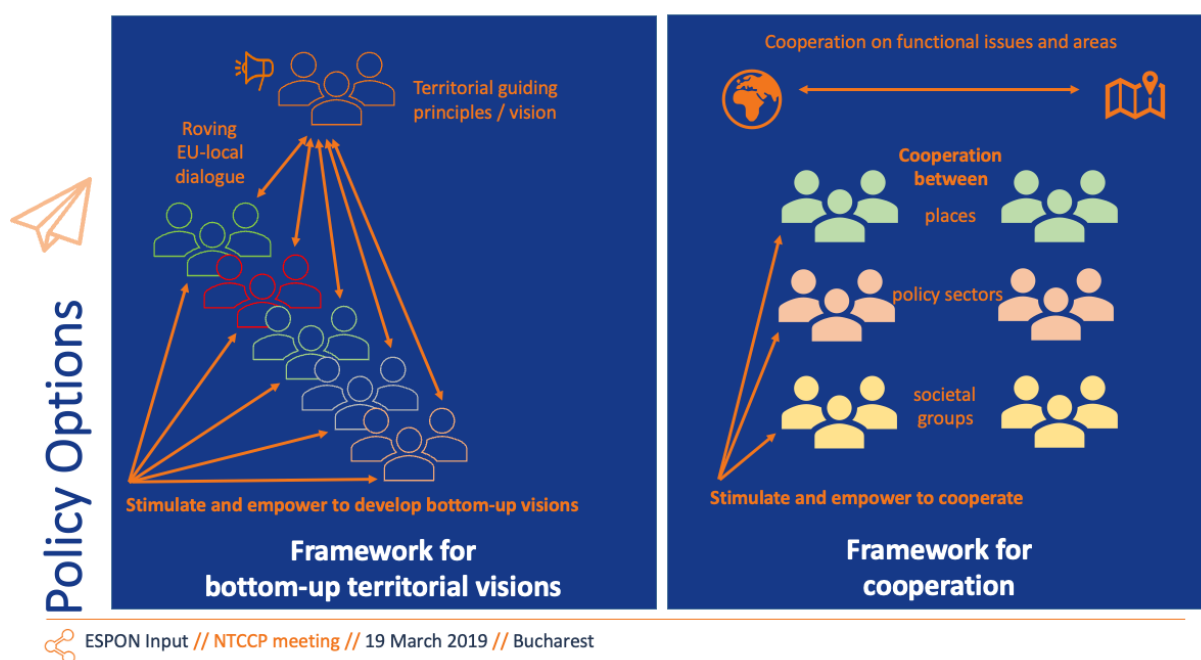 Policy Options
Territorial guiding
principles / vision
Roving
EU-local
dialogue
Stimulate and empower to develop bottom-up visions
Framework for
bottom-up territorial visions
Cooperation on functional issues and areas
Cooperation
between
places
policy sectors
societal
groups
Stimulate and empower to cooperate
Framework for
cooperation
ESPON Input // NTCCP meeting // 19 March 2019 // Bucharest